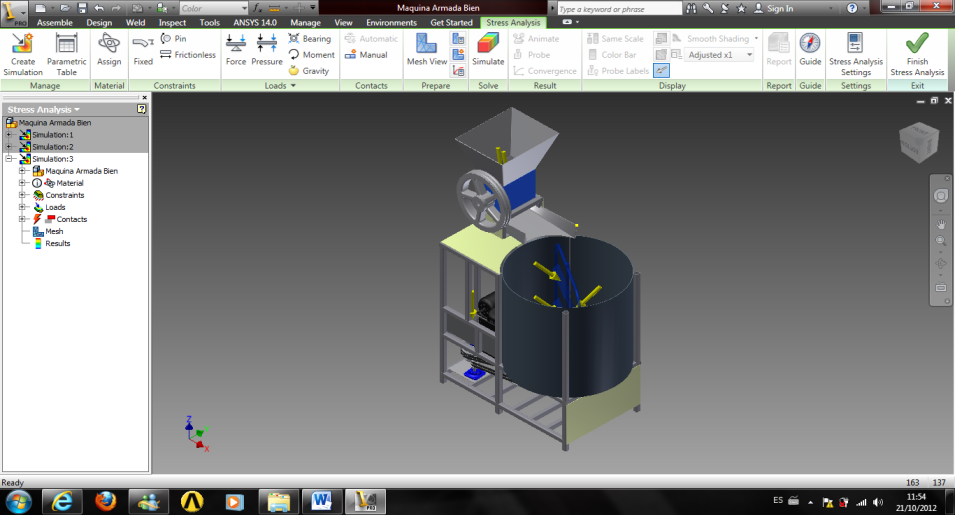 Maquina Armada Bien
Type a keyword or phrase
Sign In
PRO
Color
Assemble Design Weld Inspect Tools ANSYS 14.0 Manage View Environments Get Started Stress Analysis
Create Simulation
Parametric Table
Assign
Fixed
Pin
Frictionless
Force
Pressure
Bearing
Moment
Gravity
Automatic
Manual
Mesh View
Simulate
Animate
Probe
Convergence
Same Scale
Color Bar
Probe Labels
Smooth Shading
Adjusted x1
Report
Guide
Stress Analysis Settings
Finish Stress Analysis
Manage Material Constraints Loads Contacts Prepare Solve Result Display Report Guide Settings Exit
Stress Analysis
Maquina Armada Bien
Simulation:1
Simulation:2
Simulation:3
Maquina Armada Bien
Material
Constraints
Loads
Contacts
Mesh
Results
Z
X
Ready
163 137
ES
11:54
21/10/2012